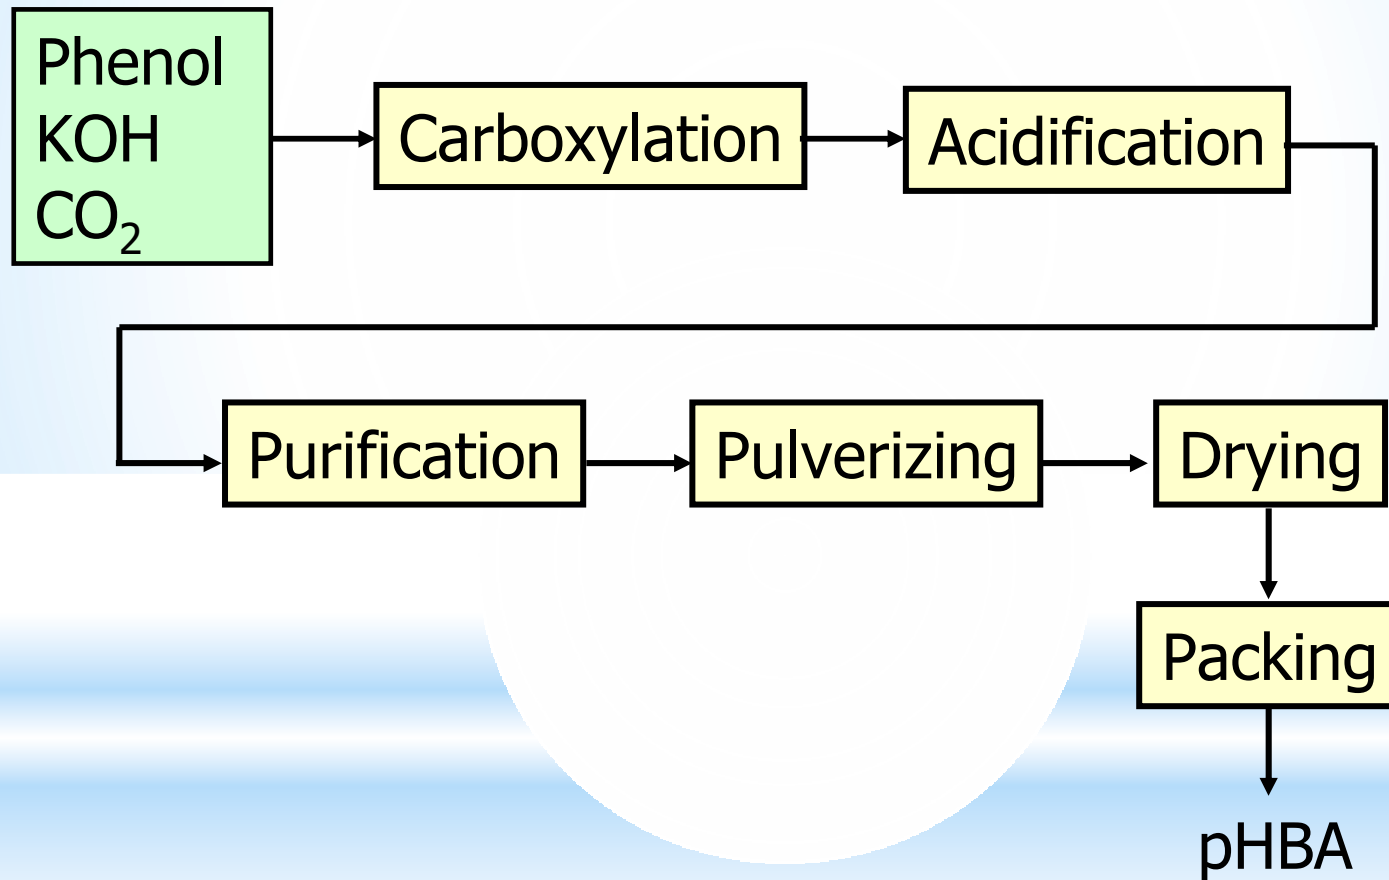 Phenol
KOH
CO₂
Carboxylation
Acidification
Purification
Pulverizing
Drying
Packing
pHBA